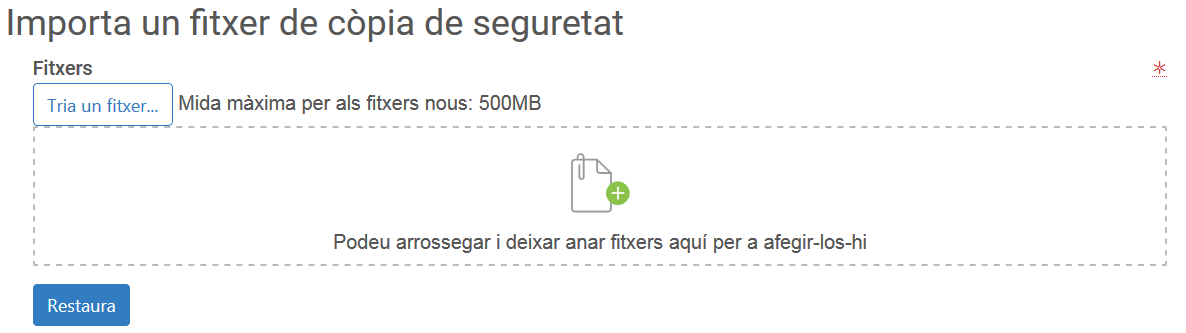 Importa un fitxer de còpia de seguretat
Fitxers
Tria un fitxer... Mida màxima per als fitxers nous: 500MB
Podeu arrossegar i deixar anar fitxers aquí per a afegir-los-hi
Restaura